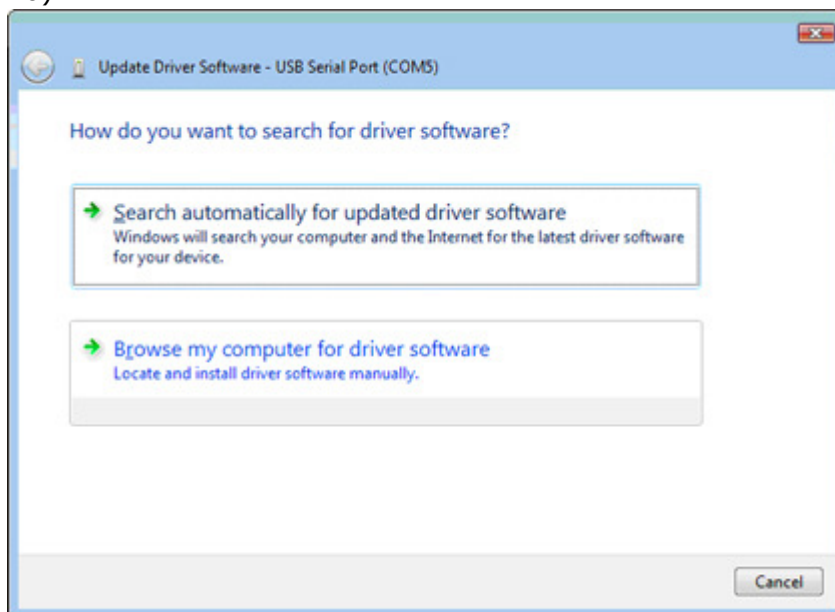 Update Driver Software - USB Serial Port (COM5)
How do you want to search for driver software?
Search automatically for updated driver software
Windows will search your computer and the Internet for the latest driver software
for your device.
Browse my computer for driver software
Locate and install driver software manually.
Cancel